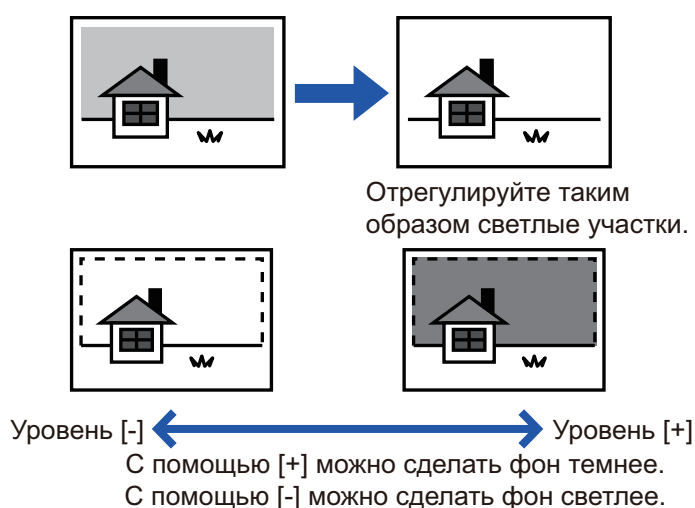 Отрегулируйте таким
образом светлые участки.
Уровень [-] Уровень [+]
С помощью [+] можно сделать фон темнее.
С помощью [-] можно сделать фон светлее.